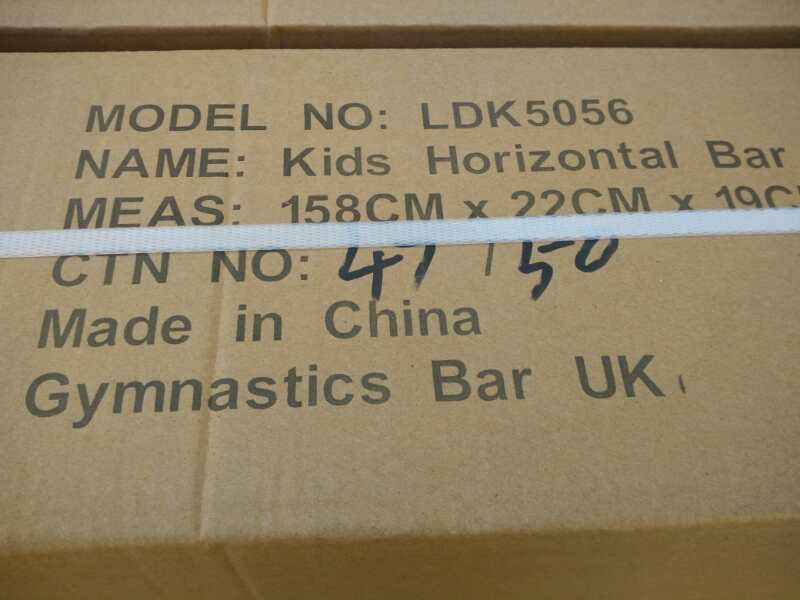 MODEL NO: LDK5056
NAME: Kids Horizontal Bar
MEAS: 158CM x 22CM x 19C
CTN NO: 47/50
Made in China
Gymnastics Bar UK